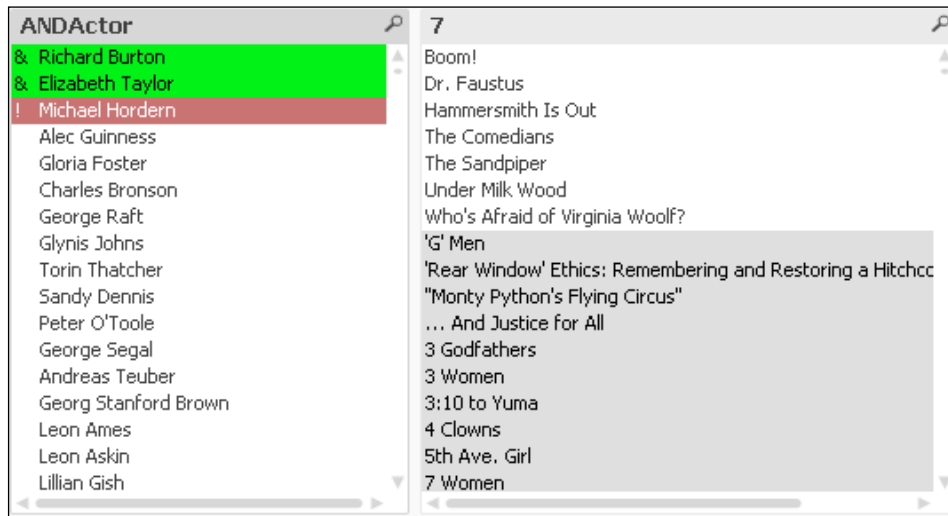 ANDActor
& Richard Burton
& Elizabeth Taylor
! Michael Hordern
Alec Guinness
Gloria Foster
Charles Bronson
George Raft
Glynis Johns
Torin Thatcher
Sandy Dennis
Peter O'Toole
George Segal
Andreas Teuber
Georg Stanford Brown
Leon Ames
Leon Askin
Lillian Gish
7
Boom!
Dr. Faustus
Hammersmith Is Out
The Comedians
The Sandpiper
Under Milk Wood
Who's Afraid of Virginia Woolf?
'G' Men
'Rear Window' Ethics: Remembering and Restoring a Hitchco
"Monty Python's Flying Circus"
... And Justice for All
3 Godfathers
3 Women
3:10 to Yuma
4 Clowns
5th Ave. Girl
7 Women